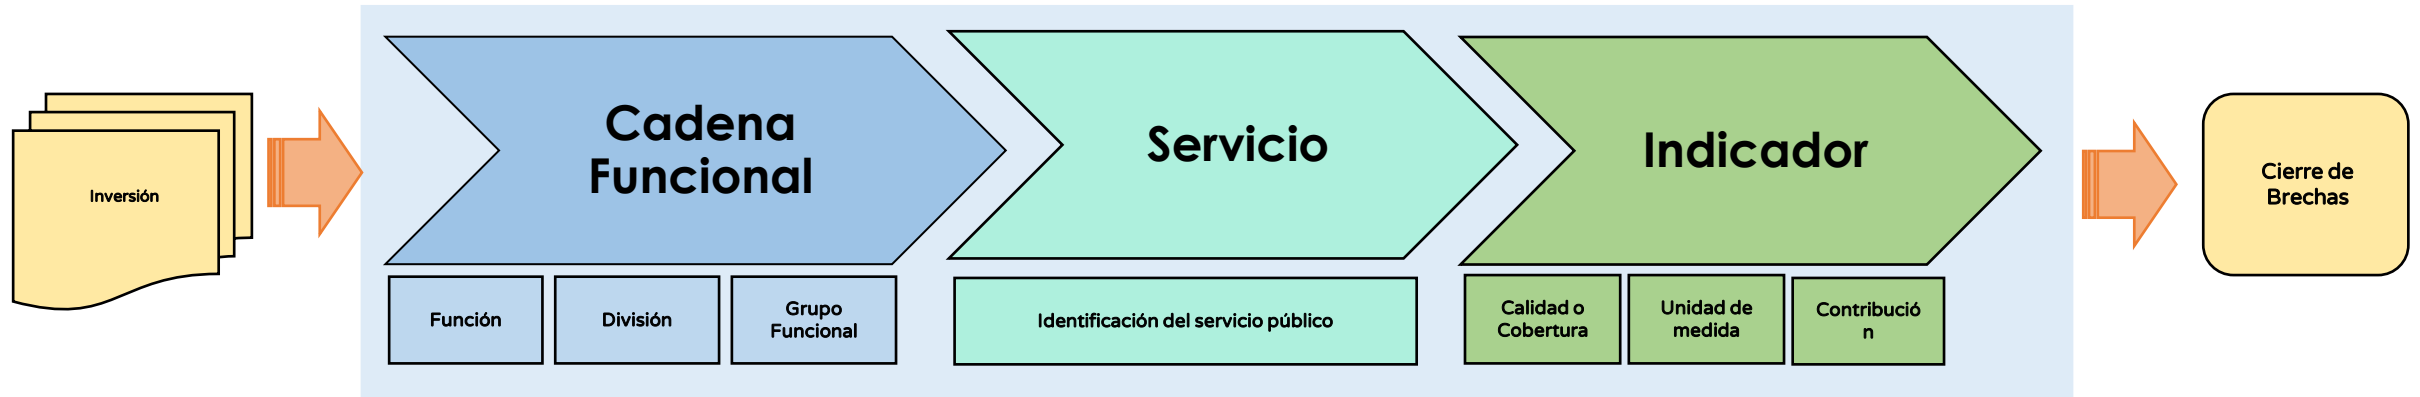 Inversión
Cadena
Funcional
Función
División
Grupo
Funcional
Servicio
Identificación del servicio público
Indicador
Calidad o
Cobertura
Unidad de
medida
Contribució
n
Cierre de
Brechas